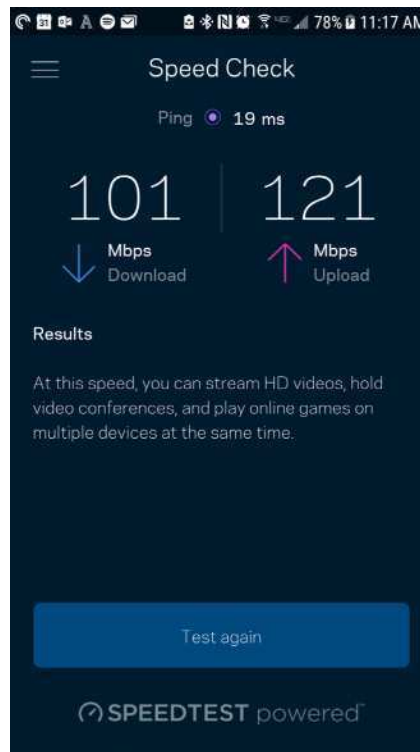 31 78% 11:17 AM
Speed Check
Ping 19 ms
101 121
Mbps Mbps
Download Upload
Results
At this speed, you can stream HD videos, hold
video conferences, and play online games on
multiple devices at the same time.
Test again
SPEEDTEST powered™